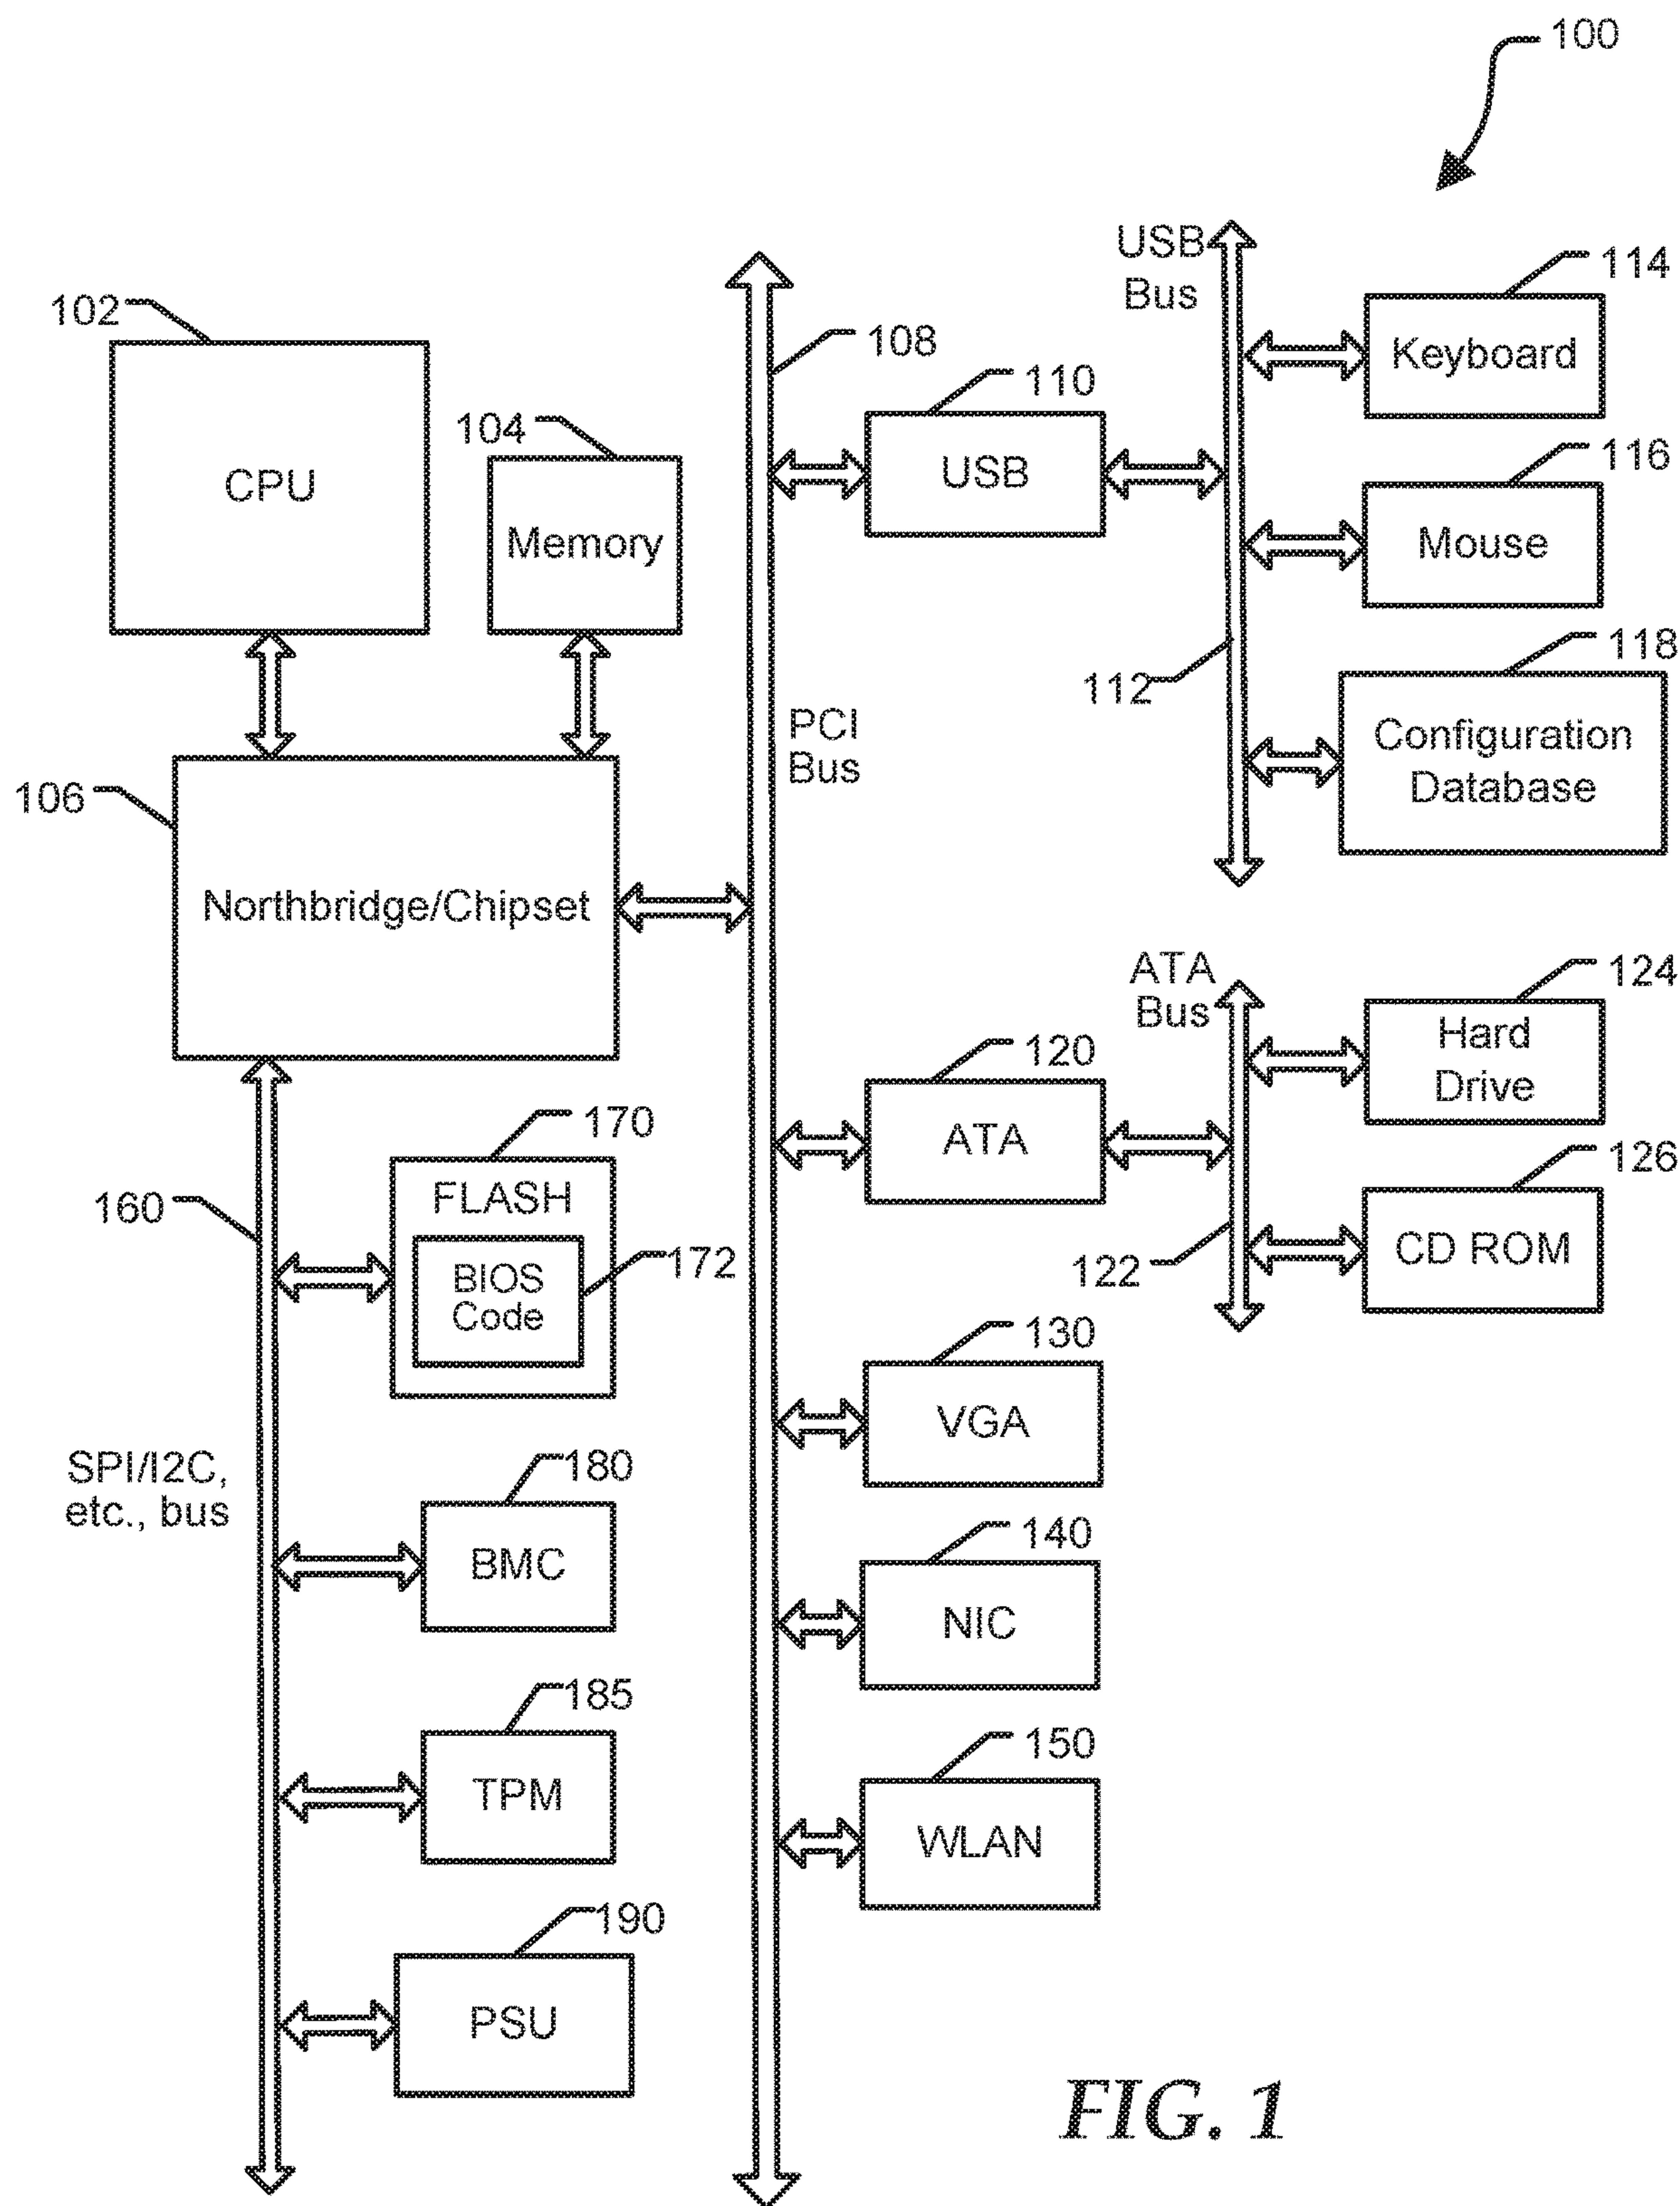 100
USB
Bus
114
Keyboard
102
CPU
108
110
USB
104
Memory
116
Mouse
118
Configuration
Database
112
PCI
Bus
106
Northbridge/Chipset
ATA
Bus
124
Hard
Drive
120
ATA
126
CD ROM
122
170
FLASH
160
BIOS
Code
172
130
VGA
SPI/I2C,
etc., bus
180
BMC
140
NIC
185
TPM
150
WLAN
190
PSU
FIG. 1